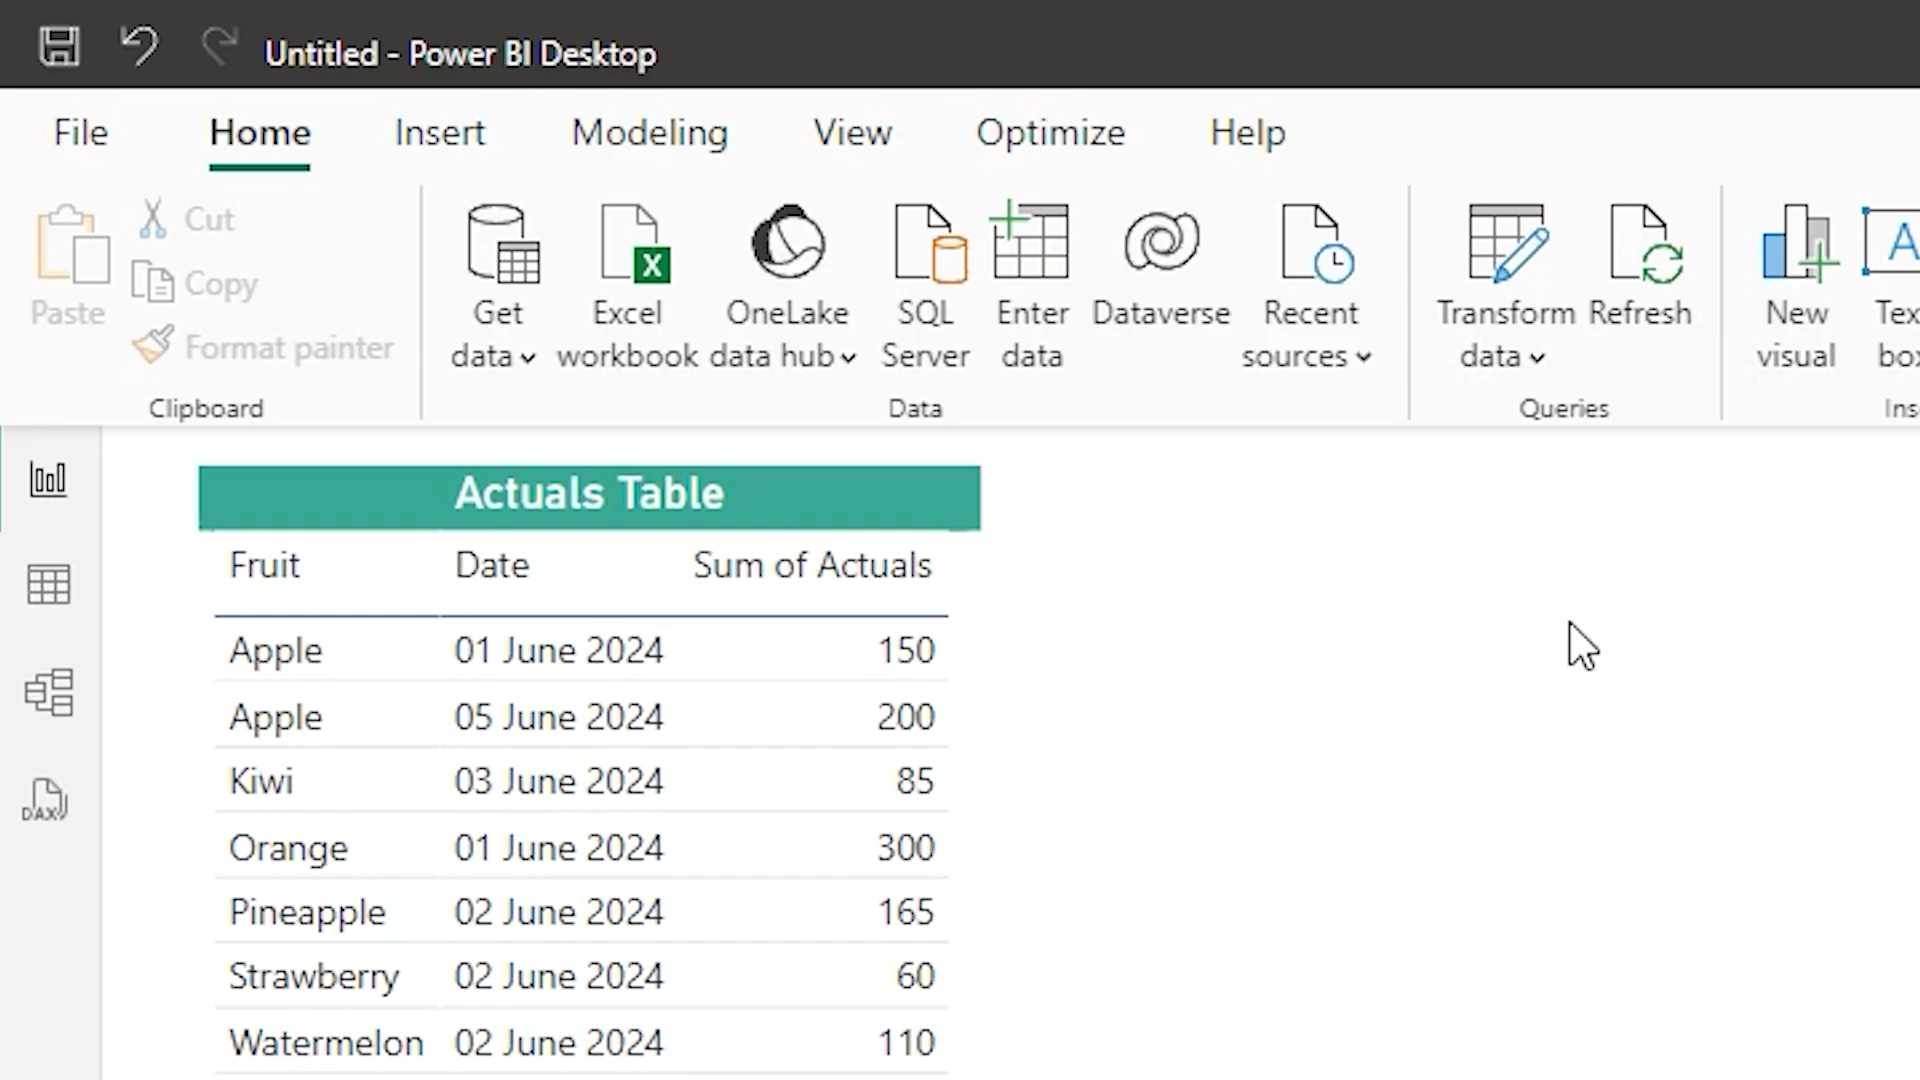 Untitled - Power BI Desktop
File Home Insert Modeling View Optimize Help
Paste
Cut
Copy
Format painter
Clipboard
Get data
Excel workbook
OneLake data hub
SQL Server
Enter data
Dataverse
Recent sources
Data
Transform data
Refresh
Queries
New visual
Tex
box
Ins
A
X
DAX
Actuals Table
Fruit Date Sum of Actuals
Apple 01 June 2024 150
Apple 05 June 2024 200
Kiwi 03 June 2024 85
Orange 01 June 2024 300
Pineapple 02 June 2024 165
Strawberry 02 June 2024 60
Watermelon 02 June 2024 110